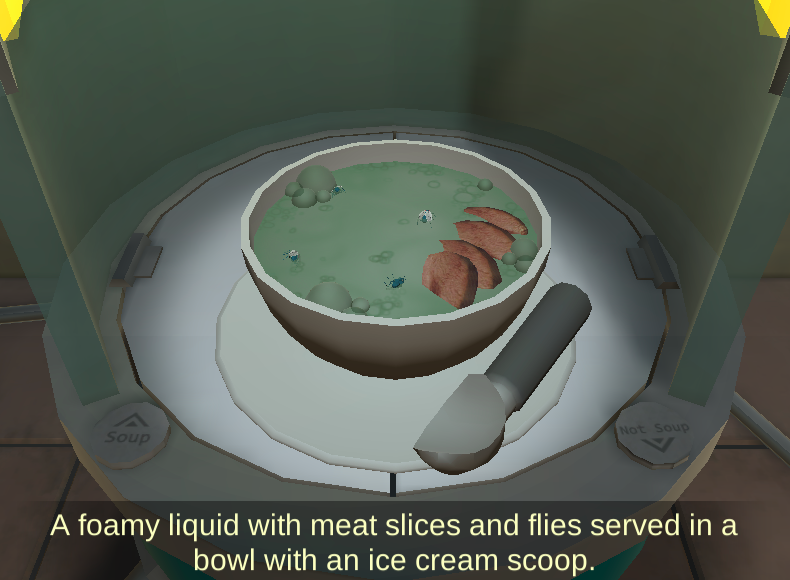 Soup
Not Soup
A foamy liquid with meat slices and flies served in a
bowl with an ice cream scoop.